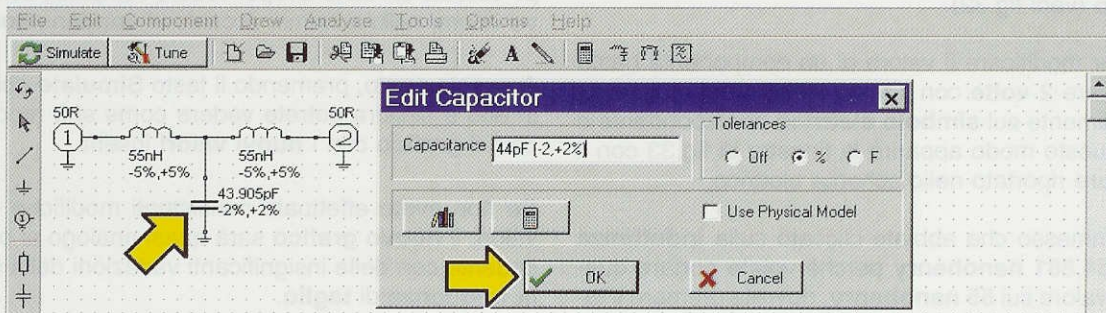 File Edit Component Draw Analyse Tools Options Help
Simulate Tune A
50R 50R
1 2
55nH 55nH
-5%,+5% -5%,+5%
43.905pF
-2%,+2%
Edit Capacitor
Capacitance 44pF (-2,+2%)
Tolerances
Off % F
Use Physical Model
OK Cancel